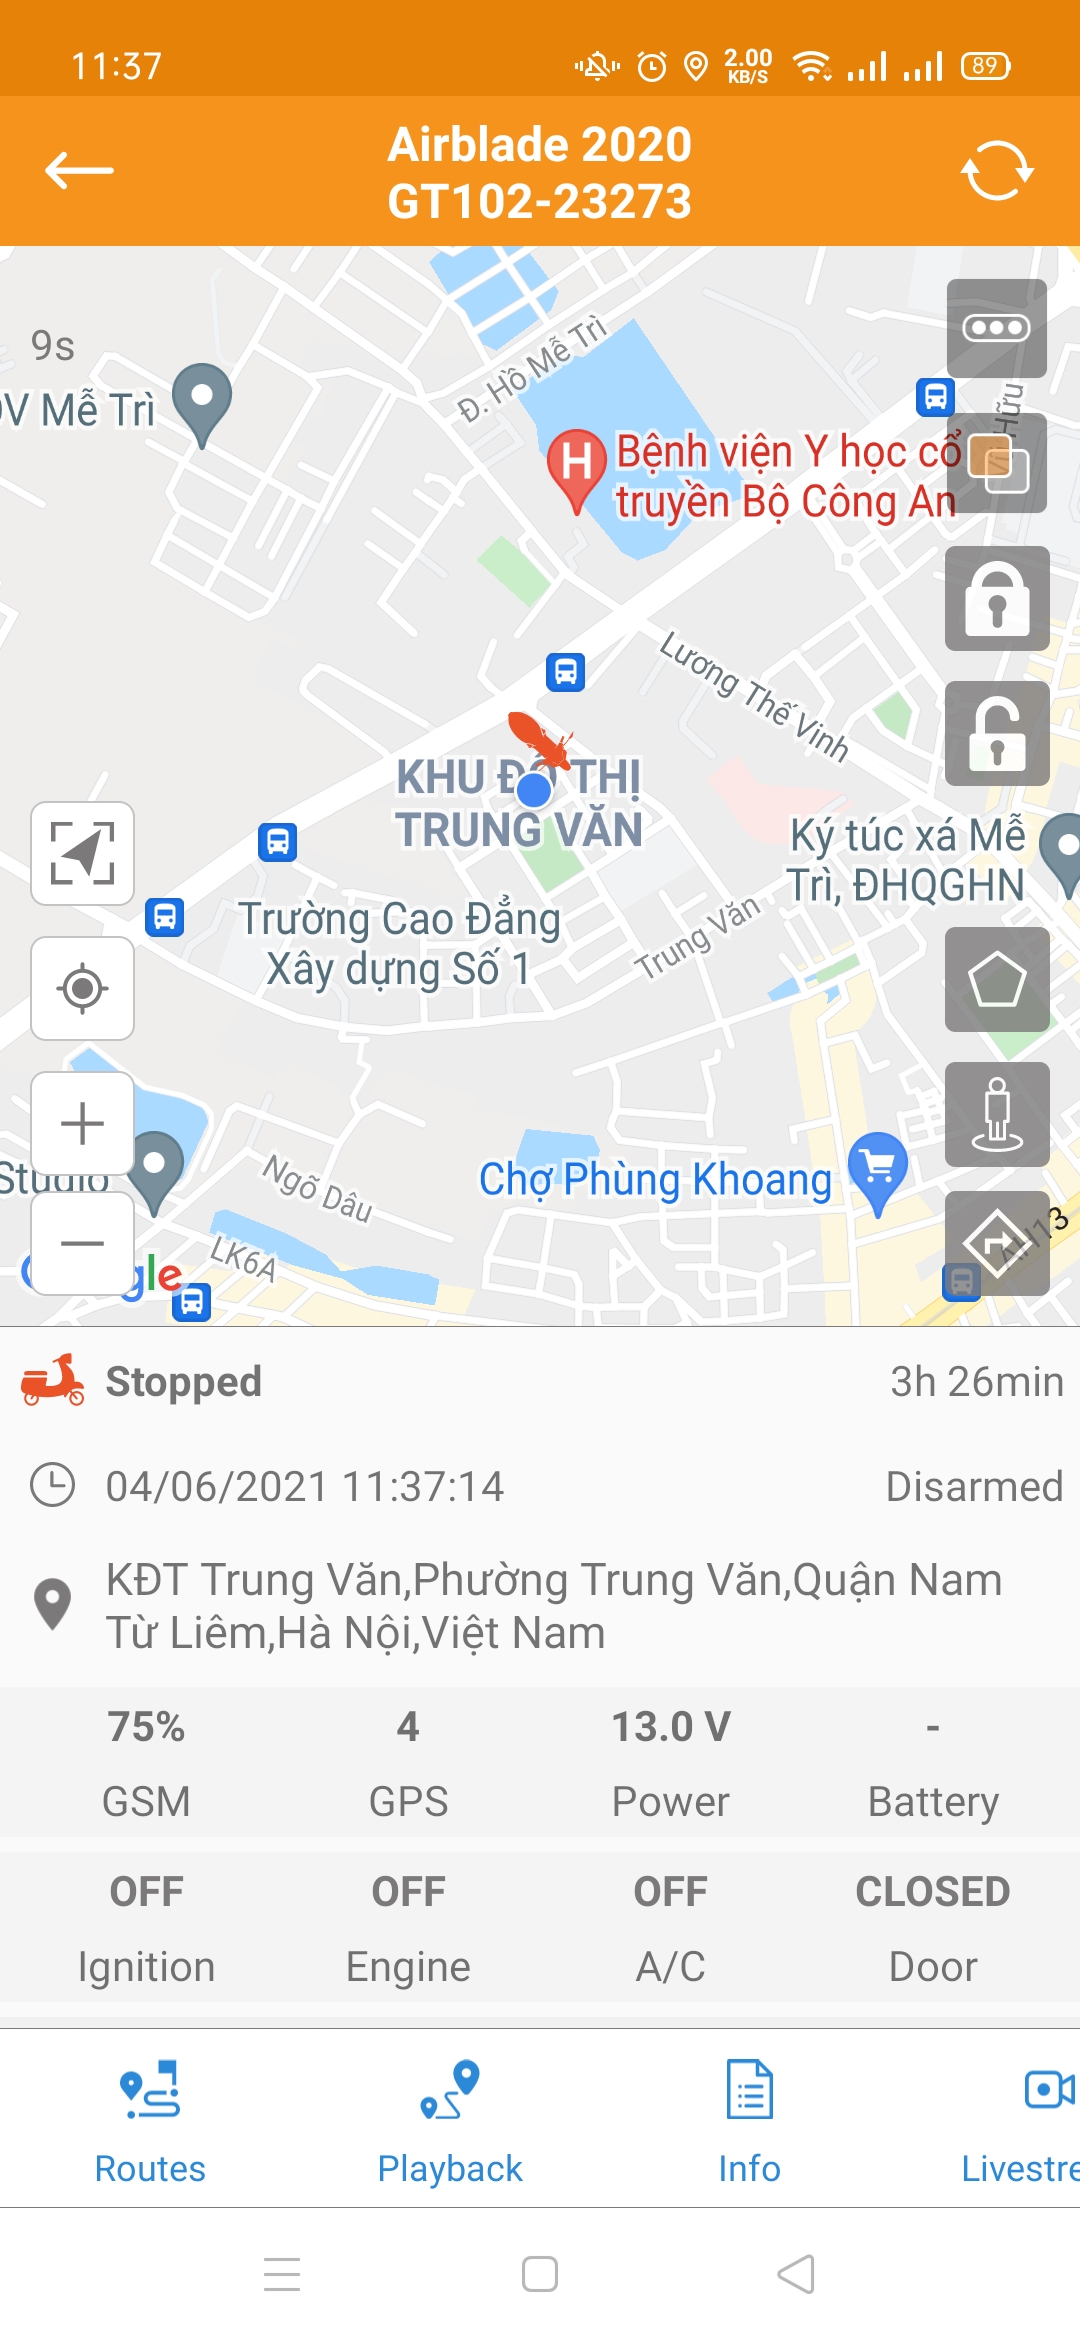 11:37
2.00
KB/S
89
Airblade 2020
GT102-23273
9s
Đ. Hồ Mễ Trì
V Mễ Trì
Hữu
Bệnh viện Y học cổ
truyền Bộ Công An
Lương Thế Vinh
KHU ĐÔ THỊ
TRUNG VĂN
Ký túc xá Mễ
Trì, ĐHQGHN
Trường Cao Đẳng
Xây dựng Số 1
Trung Văn
Studio
Ngõ Dâu
Chợ Phùng Khoang
AH13
LK6A
gle
Stopped
3h 26min
04/06/2021 11:37:14
Disarmed
KĐT Trung Văn,Phường Trung Văn,Quận Nam
Từ Liêm,Hà Nội,Việt Nam
75% 4 13.0 V -
GSM GPS Power Battery
OFF OFF OFF CLOSED
Ignition Engine A/C Door
Routes Playback Info Livestre